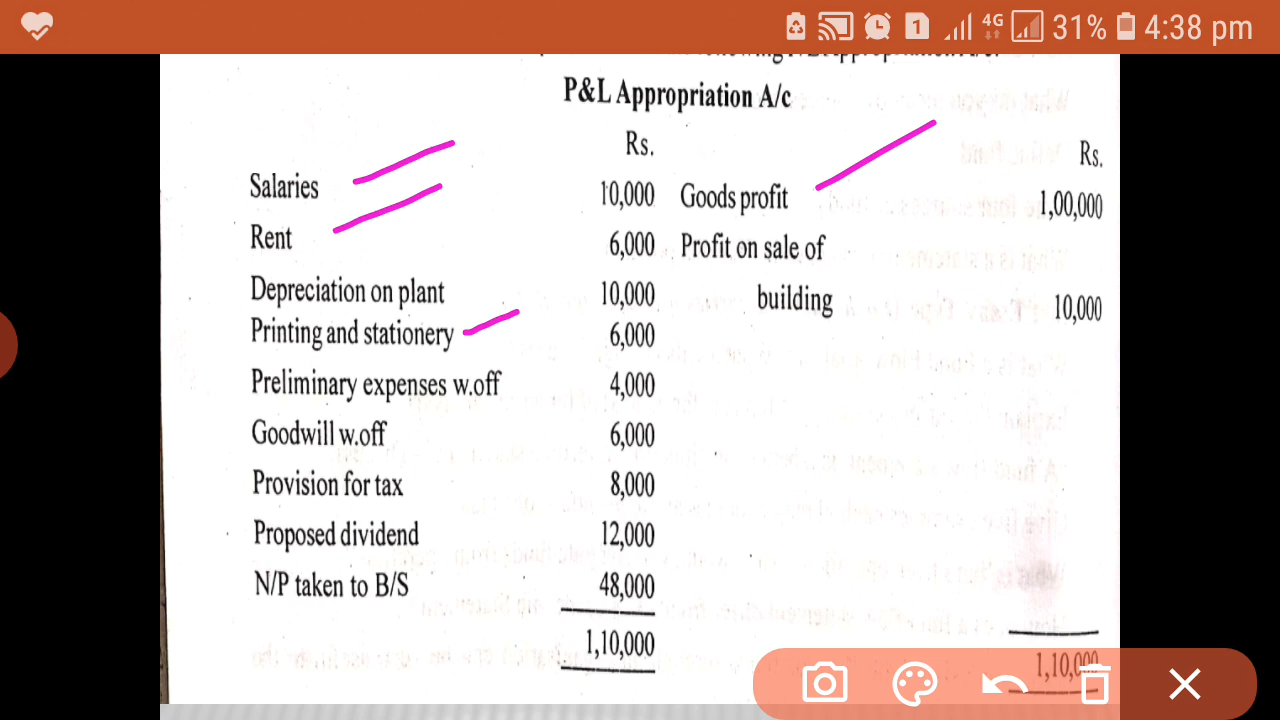 4G 31% 4:38 pm
P&L Appropriation A/c
Rs. Rs.
Salaries 10,000 Goods profit 1,00,000
Rent 6,000 Profit on sale of
Depreciation on plant 10,000 building 10,000
Printing and stationery 6,000
Preliminary expenses w.off 4,000
Goodwill w.off 6,000
Provision for tax 8,000
Proposed dividend 12,000
N/P taken to B/S 48,000
1,10,000 1,10,000